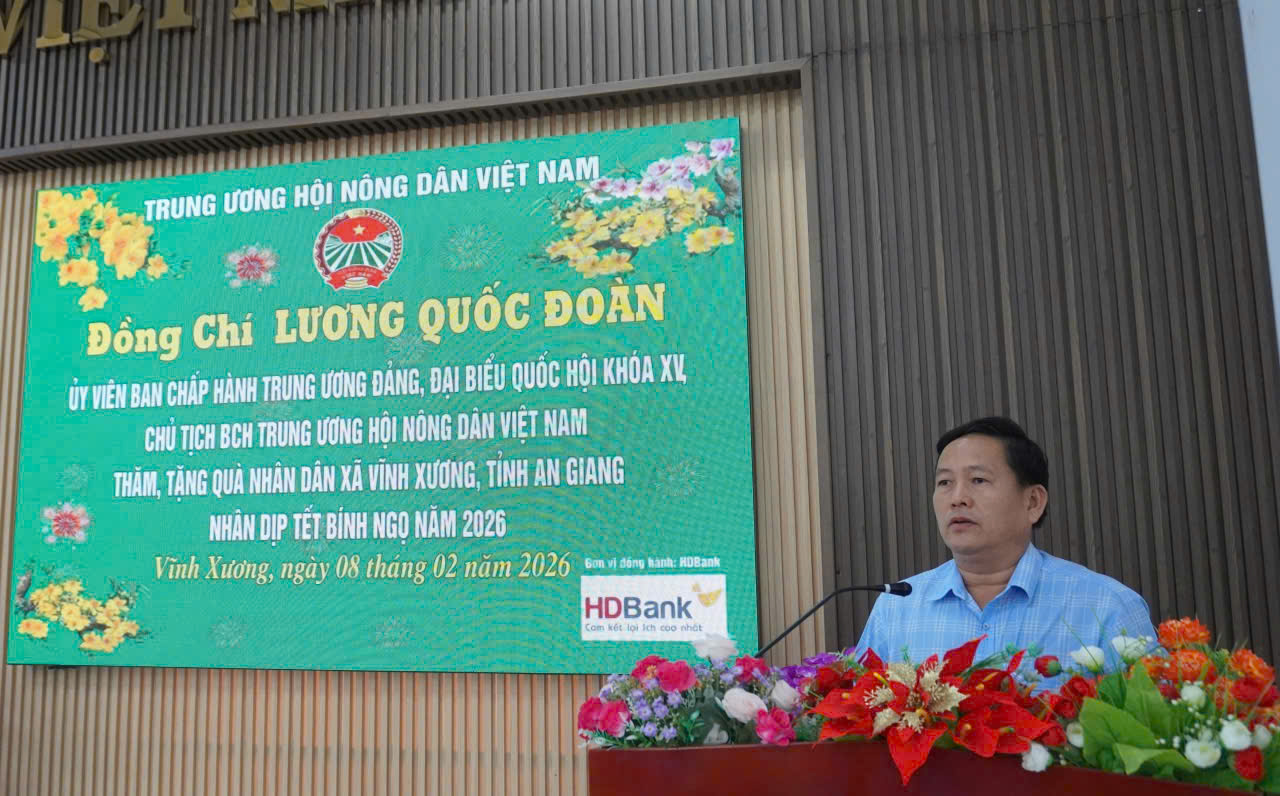 VIỆT N
TRUNG ƯƠNG HỘI NÔNG DÂN VIỆT NAM
Đồng Chí LƯƠNG QUỐC ĐOÀN
ỦY VIÊN BAN CHẤP HÀNH TRUNG ƯƠNG ĐẢNG, ĐẠI BIỂU QUỐC HỘI KHÓA XV,
CHỦ TỊCH BCH TRUNG ƯƠNG HỘI NÔNG DÂN VIỆT NAM
THĂM, TẶNG QUÀ NHÂN DÂN XÃ VĨNH XƯƠNG, TỈNH AN GIANG
NHÂN DỊP TẾT BÍNH NGỌ NĂM 2026
Vĩnh Xương, ngày 08 tháng 02 năm 2026
Đơn vị đồng hành: HDBank
HDBank
Cam kết lợi ích cao nhất